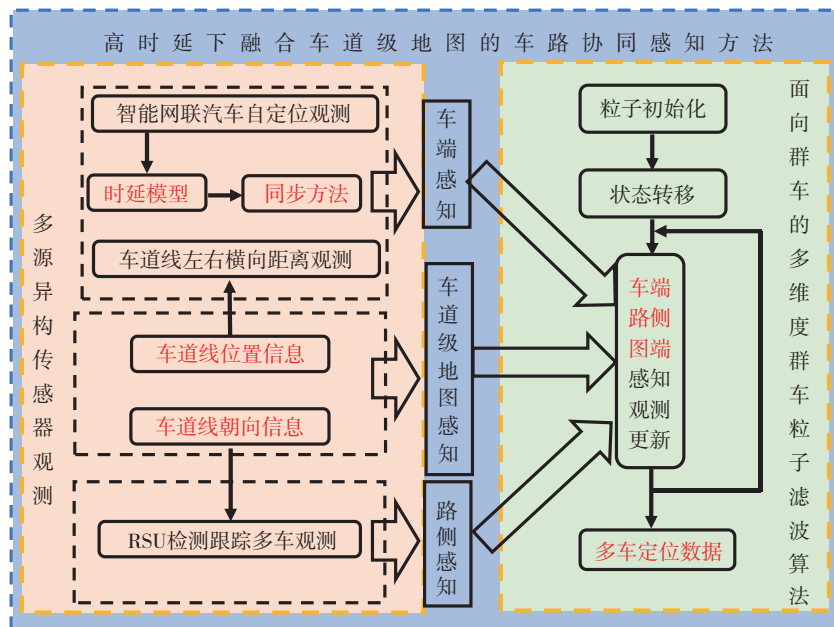 高时延下融合车道级地图的车路协同感知方法
多源异构传感器观测
智能网联汽车自定位观测
时延模型
同步方法
车道线左右横向距离观测
车道线位置信息
车道线朝向信息
RSU检测跟踪多车观测
车端感知
车道级地图感知
路侧感知
粒子初始化
状态转移
车端
路侧
图端
感知
观测
更新
多车定位数据
面向群车的多维度群车粒子滤波算法